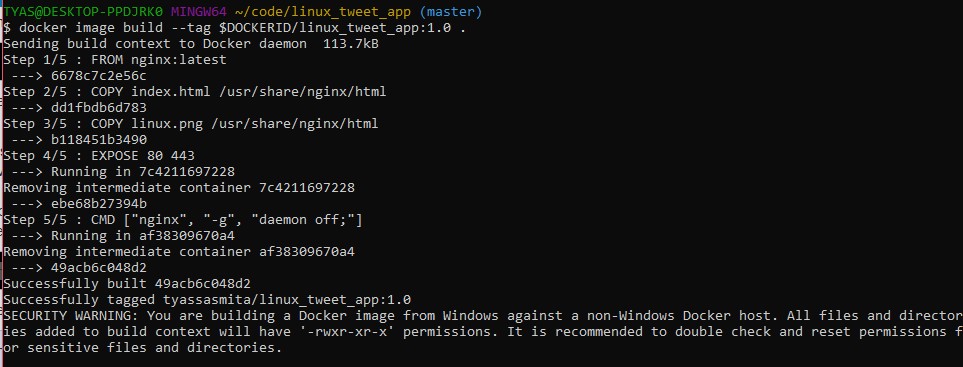 TYAS@DESKTOP-PPDJRK0 MINGW64 ~/code/linux_tweet_app (master)
$ docker image build --tag $DOCKERID/linux_tweet_app:1.0 .
Sending build context to Docker daemon  113.7kB
Step 1/5 : FROM nginx:latest
 ---> 6678c7c2e56c
Step 2/5 : COPY index.html /usr/share/nginx/html
 ---> dd1fbdb6d783
Step 3/5 : COPY linux.png /usr/share/nginx/html
 ---> b118451b3490
Step 4/5 : EXPOSE 80 443
 ---> Running in 7c4211697228
Removing intermediate container 7c4211697228
 ---> ebe68b27394b
Step 5/5 : CMD ["nginx", "-g", "daemon off;"]
 ---> Running in af38309670a4
Removing intermediate container af38309670a4
 ---> 49acb6c048d2
Successfully built 49acb6c048d2
Successfully tagged tyassasmita/linux_tweet_app:1.0
SECURITY WARNING: You are building a Docker image from Windows against a non-Windows Docker host. All files and director
ies added to build context will have '-rwxr-xr-x' permissions. It is recommended to double check and reset permissions f
or sensitive files and directories.